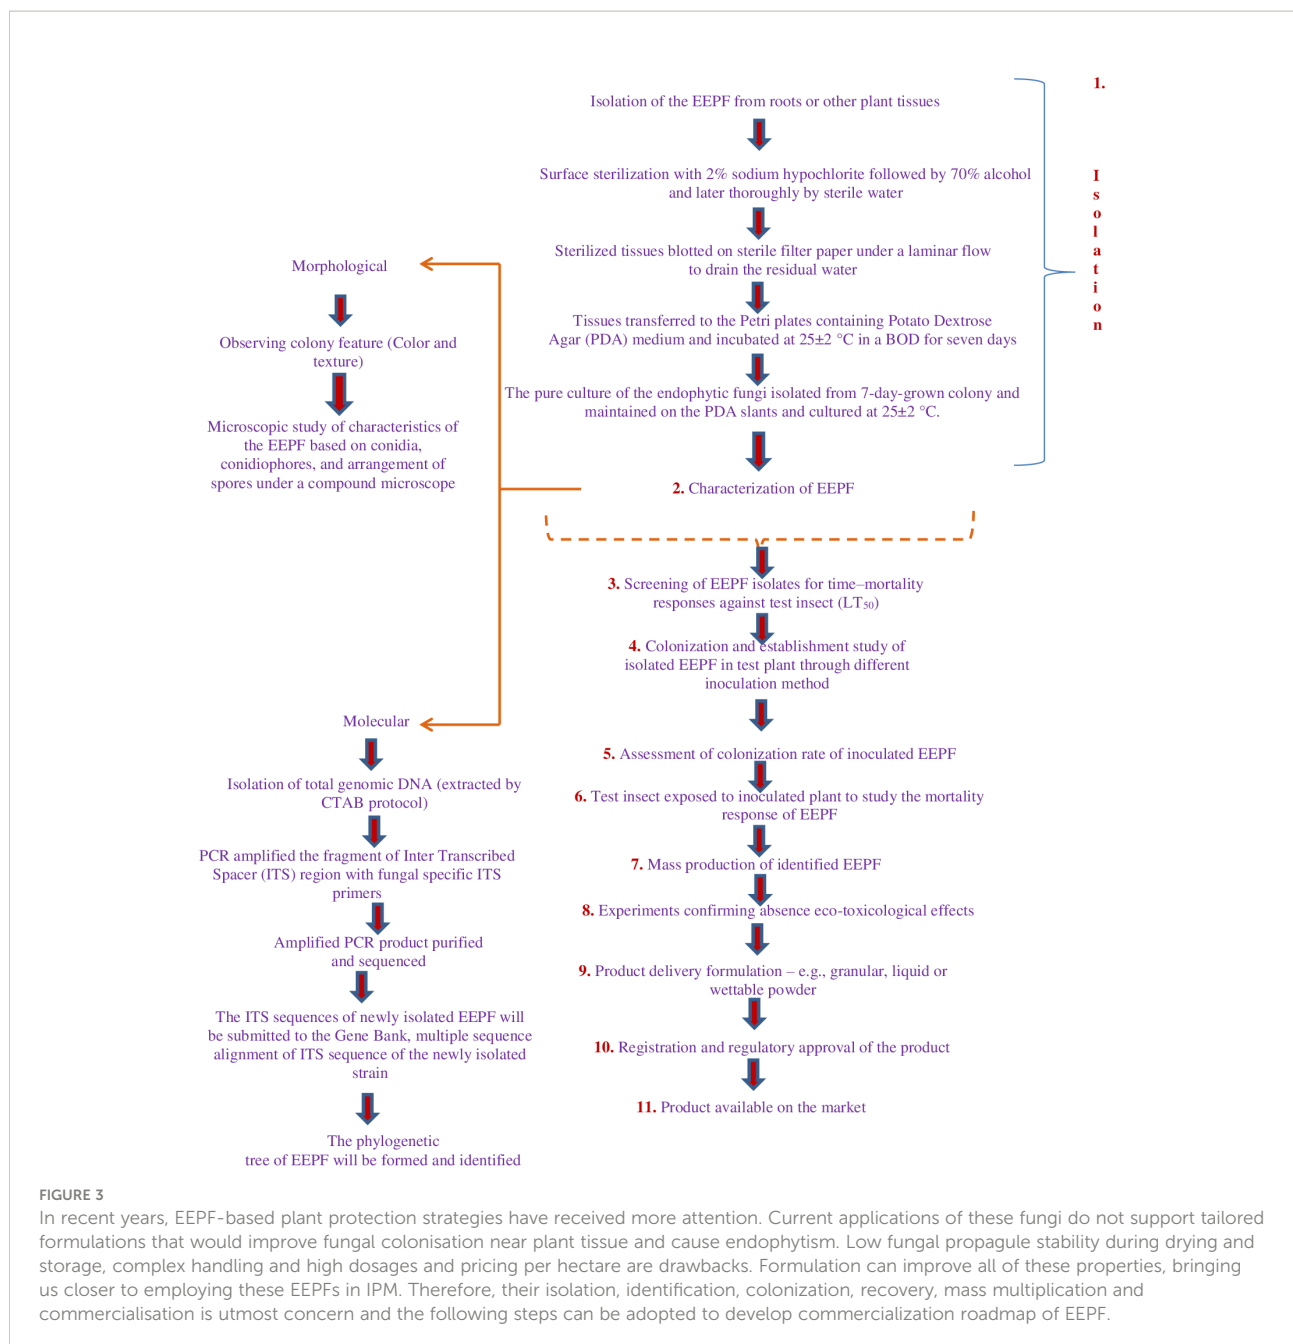 1.
Isolation
Isolation of the EEPF from roots or other plant tissues
Surface sterilization with 2% sodium hypochlorite followed by 70% alcohol
and later thoroughly by sterile water
Sterilized tissues blotted on sterile filter paper under a laminar flow
to drain the residual water
Tissues transferred to the Petri plates containing Potato Dextrose
Agar (PDA) medium and incubated at 25±2 °C in a BOD for seven days
The pure culture of the endophytic fungi isolated from 7-day-grown colony and
maintained on the PDA slants and cultured at 25±2 °C.
2. Characterization of EEPF
Morphological
Observing colony feature (Color and
texture)
Microscopic study of characteristics of
the EEPF based on conidia,
conidiophores, and arrangement of
spores under a compound microscope
Molecular
Isolation of total genomic DNA (extracted by
CTAB protocol)
PCR amplified the fragment of Inter Transcribed
Spacer (ITS) region with fungal specific ITS
primers
Amplified PCR product purified
and sequenced
The ITS sequences of newly isolated EEPF will
be submitted to the Gene Bank, multiple sequence
alignment of ITS sequence of the newly isolated
strain
The phylogenetic
tree of EEPF will be formed and identified
3. Screening of EEPF isolates for time–mortality
responses against test insect (LT₅₀)
4. Colonization and establishment study of
isolated EEPF in test plant through different
inoculation method
5. Assessment of colonization rate of inoculated EEPF
6. Test insect exposed to inoculated plant to study the mortality
response of EEPF
7. Mass production of identified EEPF
8. Experiments confirming absence eco-toxicological effects
9. Product delivery formulation – e.g., granular, liquid or
wettable powder
10. Registration and regulatory approval of the product
11. Product available on the market
FIGURE 3
In recent years, EEPF-based plant protection strategies have received more attention. Current applications of these fungi do not support tailored
formulations that would improve fungal colonisation near plant tissue and cause endophytism. Low fungal propagule stability during drying and
storage, complex handling and high dosages and pricing per hectare are drawbacks. Formulation can improve all of these properties, bringing
us closer to employing these EEPFs in IPM. Therefore, their isolation, identification, colonization, recovery, mass multiplication and
commercialisation is utmost concern and the following steps can be adopted to develop commercialization roadmap of EEPF.